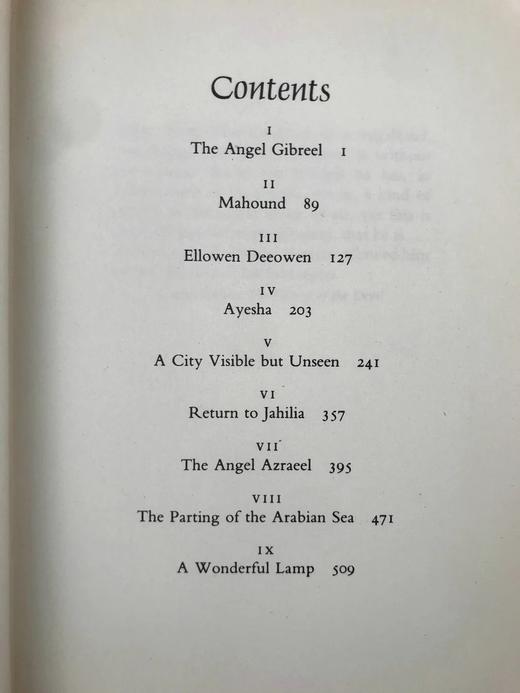 Contents
I
The Angel Gibreel 1
II
Mahound 89
III
Ellowen Deeowen 127
IV
Ayesha 203
V
A City Visible but Unseen 241
VI
Return to Jahilia 357
VII
The Angel Azraeel 395
VIII
The Parting of the Arabian Sea 471
IX
A Wonderful Lamp 509